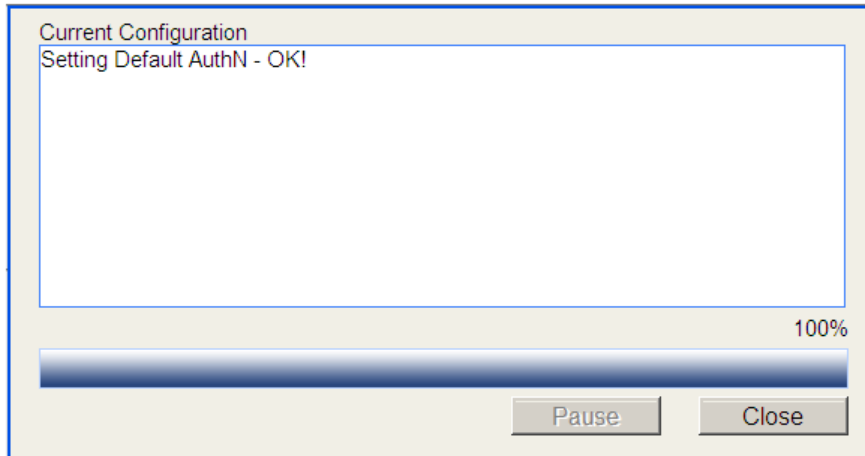 Current Configuration
Setting Default AuthN - OK!
100%
Pause
Close